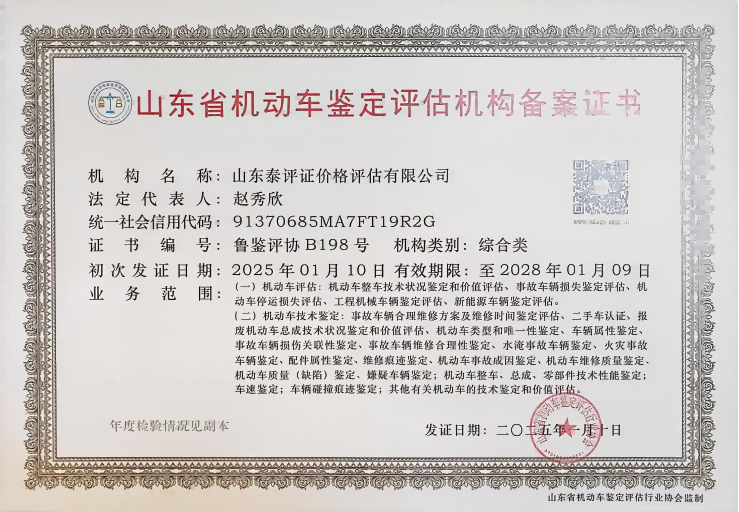 山东省机动车鉴定评估机构备案证书
机构名称：山东泰评证价格评估有限公司
法定代表人：赵秀欣
统一社会信用代码：91370685MA7FT19R2G
证书编号：鲁鉴评协B198号 机构类别：综合类
初次发证日期：2025年01月10日 有效期限：至2028年01月09日
业务范围：（一）机动车评估：机动车整车技术状况鉴定和价值评估、事故车辆损失鉴定评估、机
动车停运损失评估、工程机械车辆鉴定评估、新能源车辆鉴定评估。
（二）机动车技术鉴定：事故车辆合理维修方案及维修时间鉴定评估、二手车认证、报
废机动车总成技术状况鉴定和价值评估、机动车类型和唯一性鉴定、车辆属性鉴定、
事故车辆损伤关联性鉴定、事故车辆维修合理性鉴定、水淹事故车辆鉴定、火灾事故
车辆鉴定、配件属性鉴定、维修痕迹鉴定、机动车事故成因鉴定、机动车维修质量鉴定、
机动车质量（缺陷）鉴定、嫌疑车辆鉴定；机动车整车、总成、零部件技术性能鉴定；
车速鉴定；车辆碰撞痕迹鉴定；其他有关机动车的技术鉴定和价值评估。
年度检验情况见副本
发证日期：二〇二五年一月十日
山东省机动车鉴定评估行业协会监制